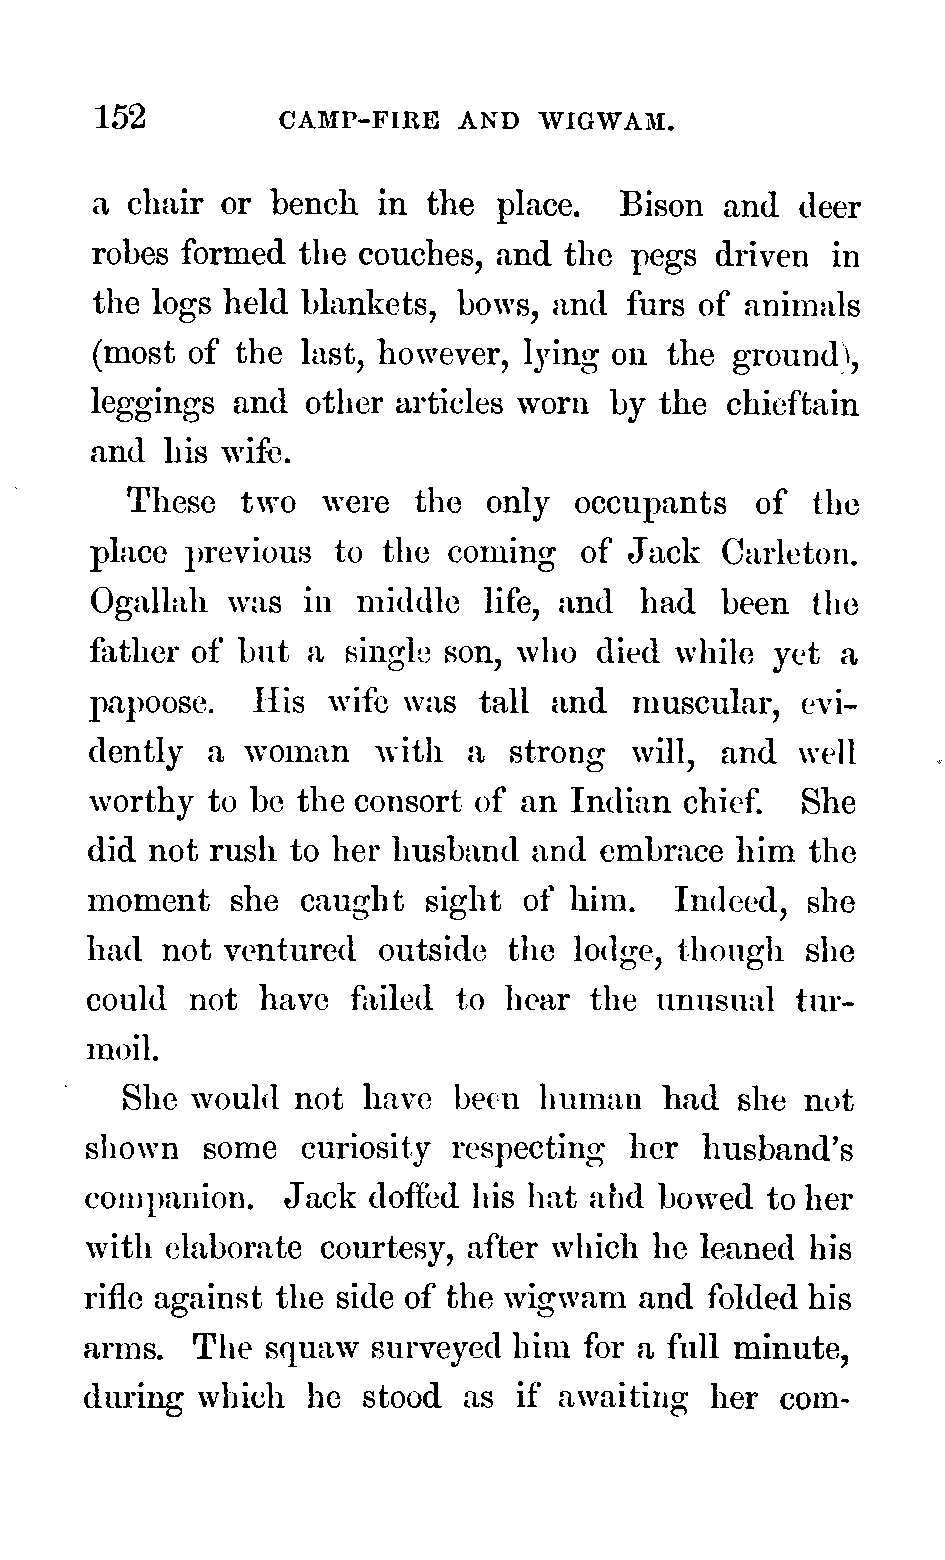 152 CAMP-FIRE AND WIGWAM.
a chair or bench in the place. Bison and deer
robes formed the couches, and the pegs driven in
the logs held blankets, bows, and furs of animals
(most of the last, however, lying on the ground),
leggings and other articles worn by the chieftain
and his wife.
These two were the only occupants of the
place previous to the coming of Jack Carleton.
Ogallah was in middle life, and had been the
father of but a single son, who died while yet a
papoose. His wife was tall and muscular, evi-
dently a woman with a strong will, and well
worthy to be the consort of an Indian chief. She
did not rush to her husband and embrace him the
moment she caught sight of him. Indeed, she
had not ventured outside the lodge, though she
could not have failed to hear the unusual tur-
moil.
She would not have been human had she not
shown some curiosity respecting her husband's
companion. Jack doffed his hat and bowed to her
with elaborate courtesy, after which he leaned his
rifle against the side of the wigwam and folded his
arms. The squaw surveyed him for a full minute,
during which he stood as if awaiting her com-